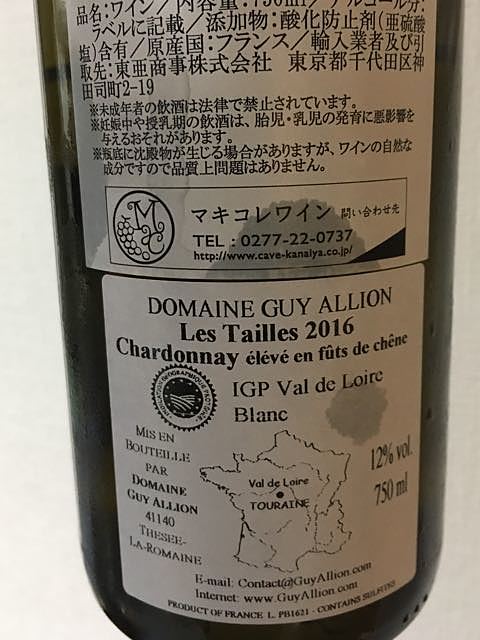 品名:ワイン/内容量:750ml/アルコール分:
ラベルに記載/添加物:酸化防止剤(亜硫酸
塩)含有/原産国:フランス/輸入業者及び引
取先:東亜商事株式会社 東京都千代田区神
田司町2-19
※未成年者の飲酒は法律で禁止されています。
※妊娠中や授乳期の飲酒は、胎児・乳児の発育に悪影響を
与えるおそれがあります。
※瓶底に沈殿物が生じる場合がありますが、ワインの自然な
成分ですので品質上問題はありません。
マキコレワイン 問い合わせ先
TEL:0277-22-0737
http://www.cave-kanaiya.co.jp/
DOMAINE GUY ALLION
Les Tailles 2016
Chardonnay élévé en fûts de chêne
IGP Val de Loire
Blanc
MIS EN
BOUTEILLE
PAR
DOMAINE
GUY ALLION
41140
THESEE-
LA-ROMAINE
Val de Loire
TOURAINE
12% vol.
750 ml
E-mail: Contact@GuyAllion.com
Internet: www.GuyAllion.com
PRODUCT OF FRANCE L. PB1621 - CONTAINS SULFITES